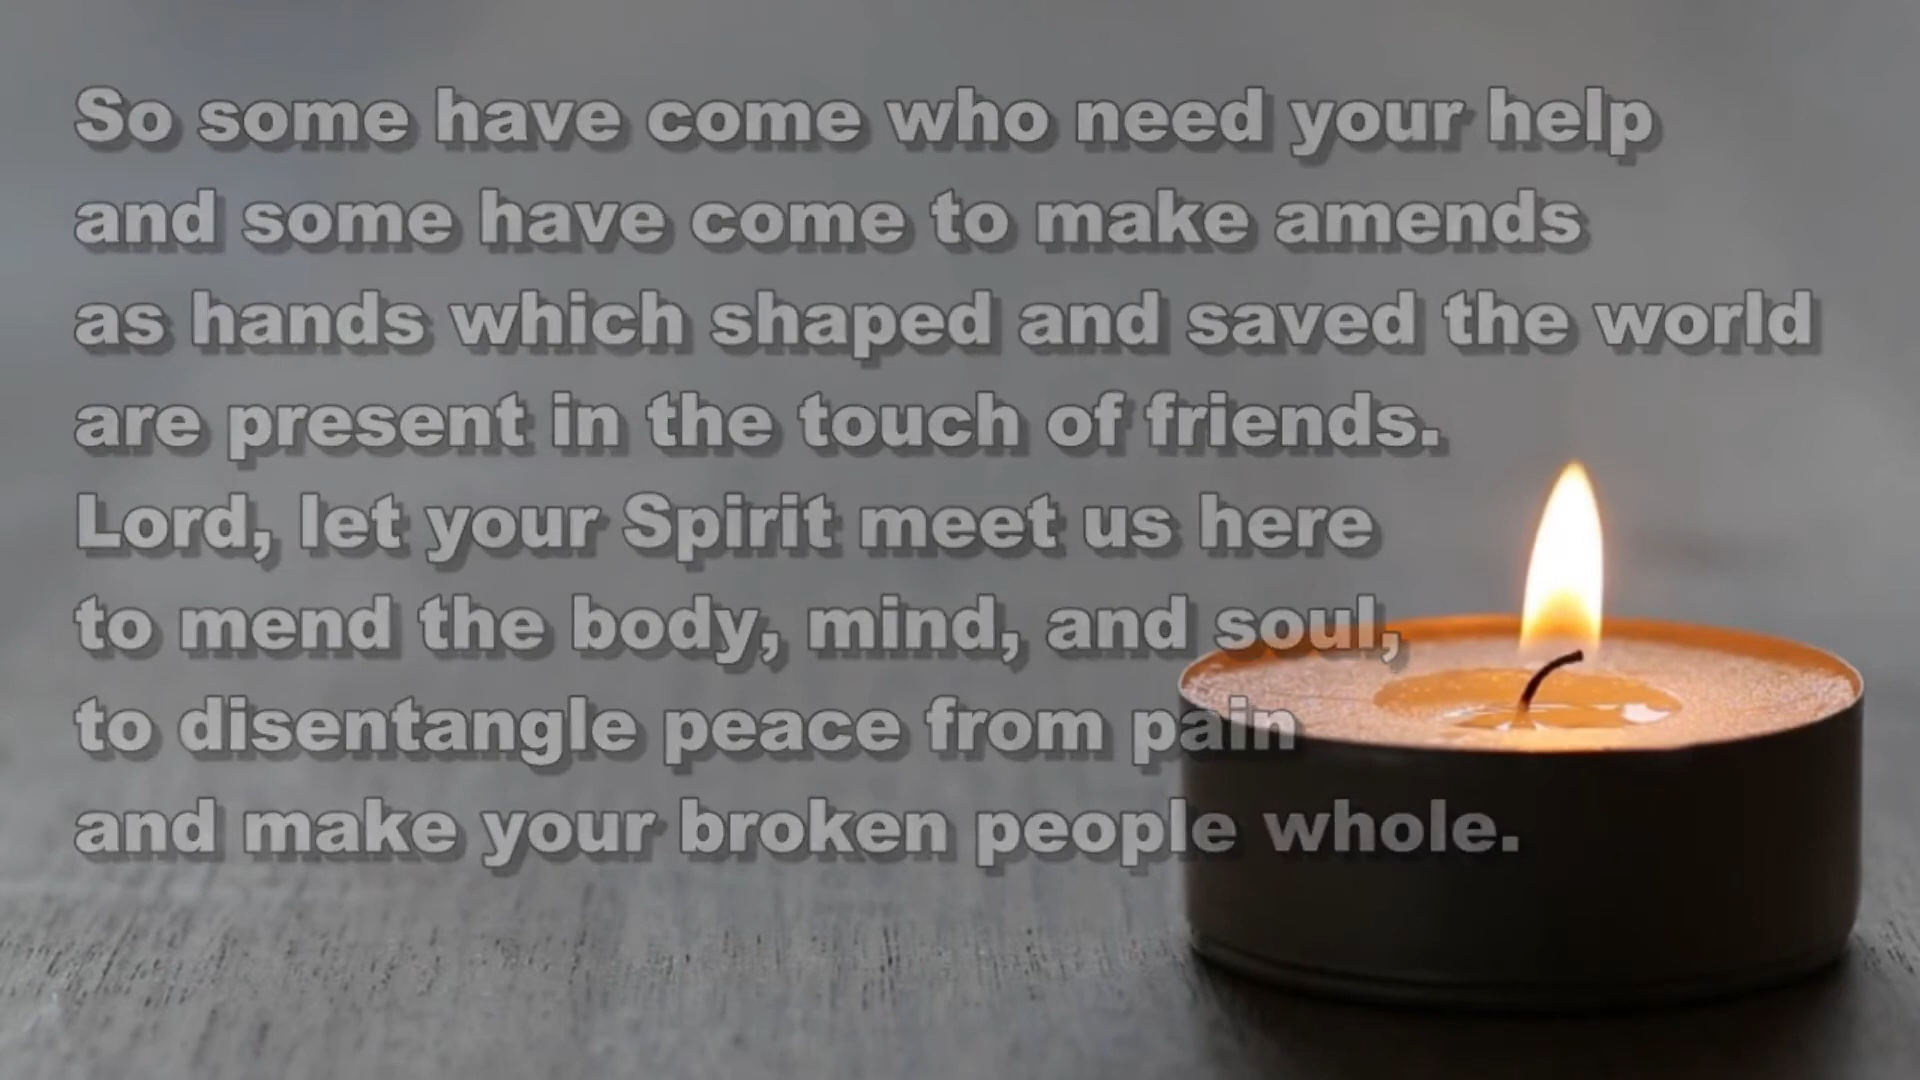 So some have come who need your help
and some have come to make amends
as hands which shaped and saved the world
are present in the touch of friends.
Lord, let your Spirit meet us here
to mend the body, mind, and soul,
to disentangle peace from pain
and make your broken people whole.